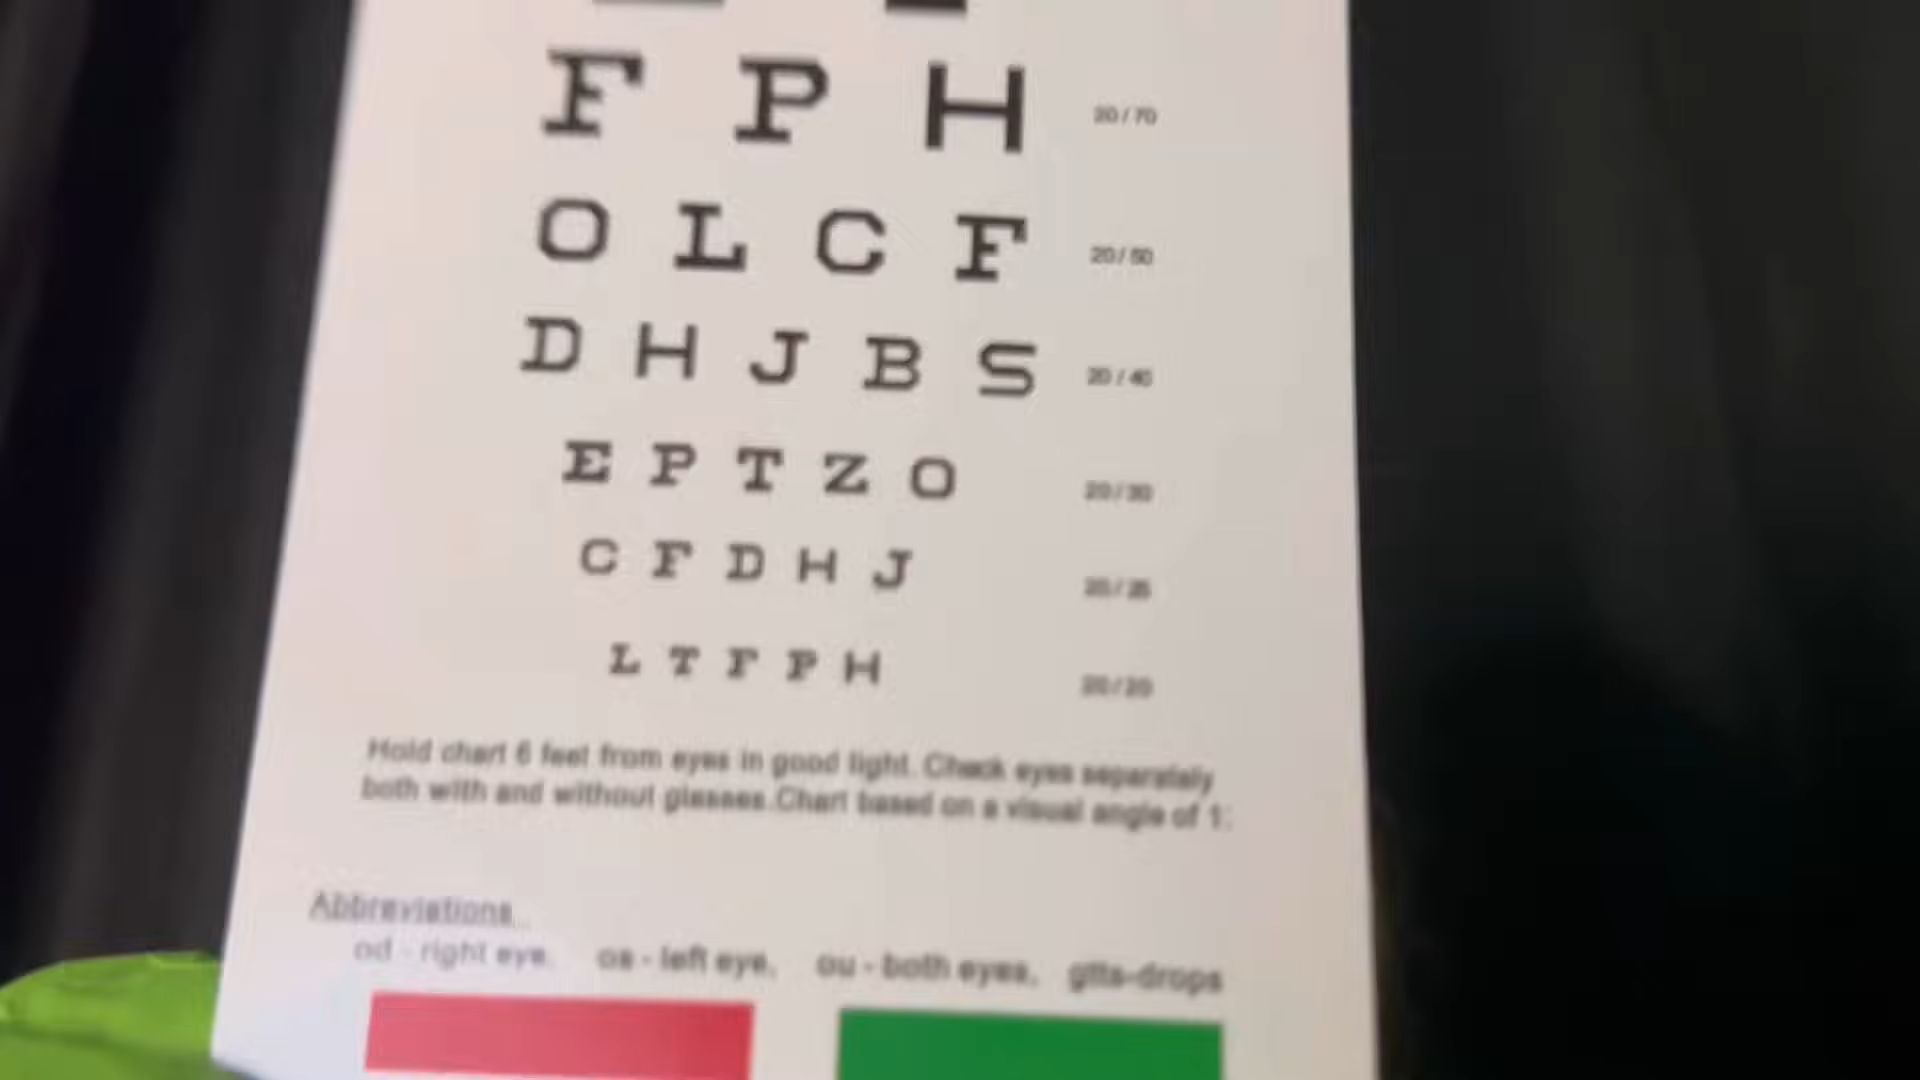 F P H 20/70
O L C F 20/50
D H J B S 20/40
E P T Z O 20/30
C F D H J 20/25
L T F P H 20/20
Hold chart 6 feet from eyes in good light. Check eyes separately
both with and without glasses.Chart based on a visual angle of 1'.
Abbreviations...
od - right eye, os - left eye, ou - both eyes, gtts-drops